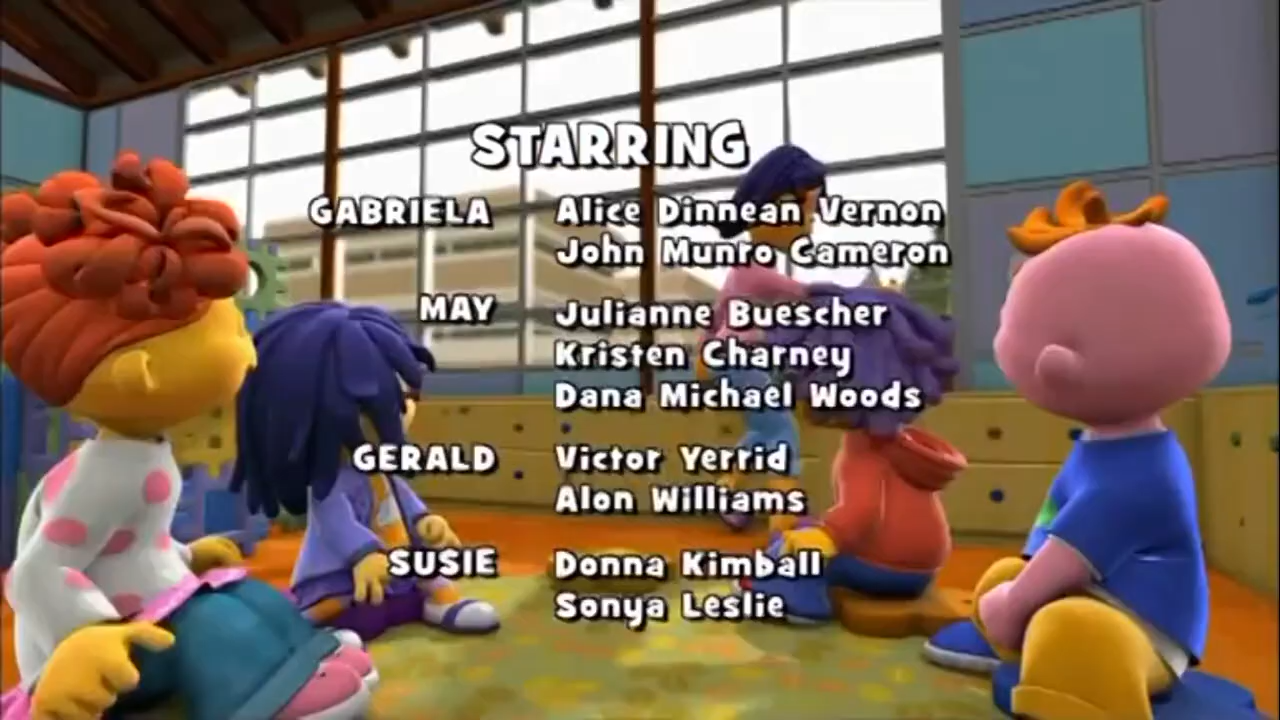 STARRING
GABRIELA Alice Dinnean Vernon
John Munro Cameron
MAY Julianne Buescher
Kristen Charney
Dana Michael Woods
GERALD Victor Yerrid
Alon Williams
SUSIE Donna Kimball
Sonya Leslie